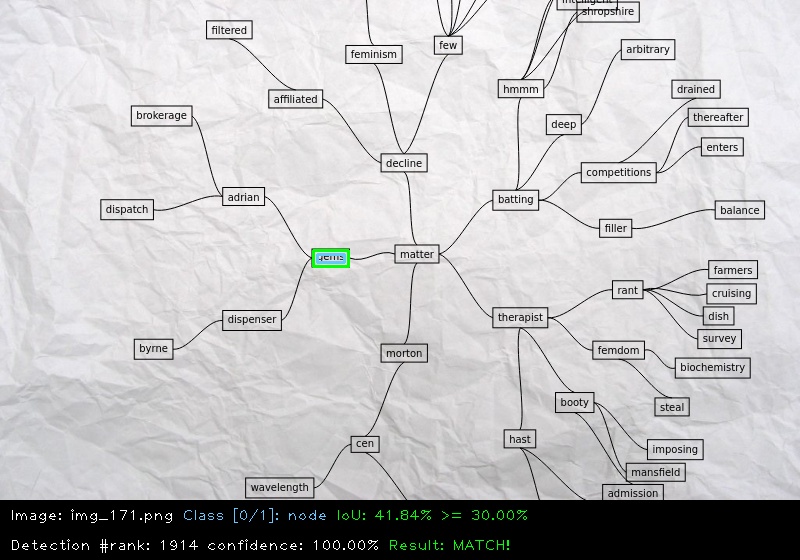 shropshire
filtered
few
arbitrary
feminism
hmmm
drained
affiliated
brokerage
thereafter
deep
enters
decline
competitions
adrian
batting
dispatch
balance
filler
matter
gems
farmers
rant
cruising
dish
therapist
dispenser
survey
byrne
morton
femdom
biochemistry
booty
steal
hast
cen
imposing
mansfield
wavelength
admission
Image: img_171.png Class [0/1]: node IoU: 41.84% >= 30.00%
Detection #rank: 1914 confidence: 100.00% Result: MATCH!